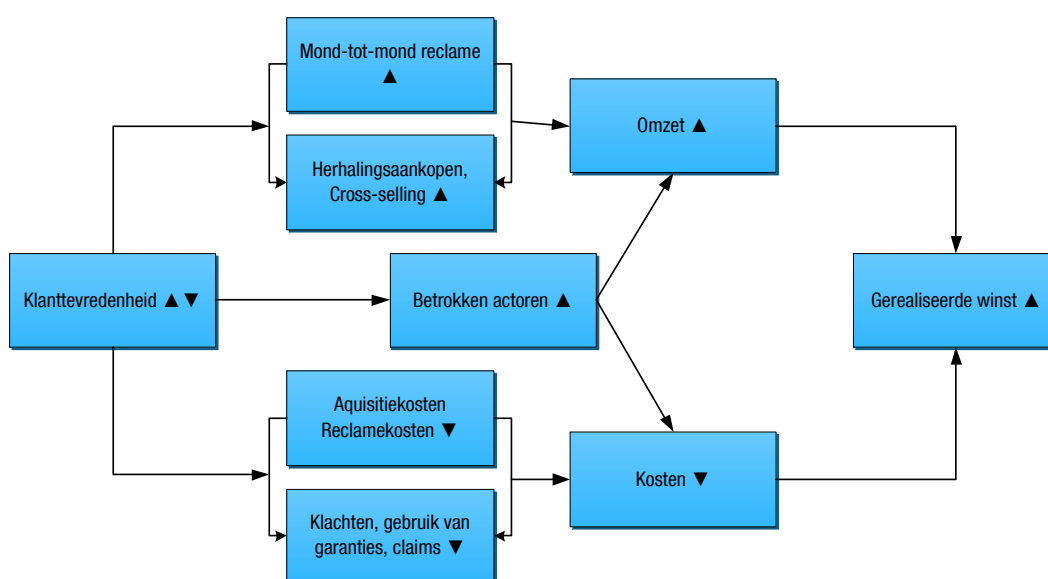 Mond-tot-mond reclame
▲
Omzet ▲
Herhalingsaankopen,
Cross-selling ▲
Klanttevredenheid ▲ ▼
Betrokken actoren ▲
Gerealiseerde winst ▲
Aquisitiekosten
Reclamekosten ▼
Kosten ▼
Klachten, gebruik van
garanties, claims ▼